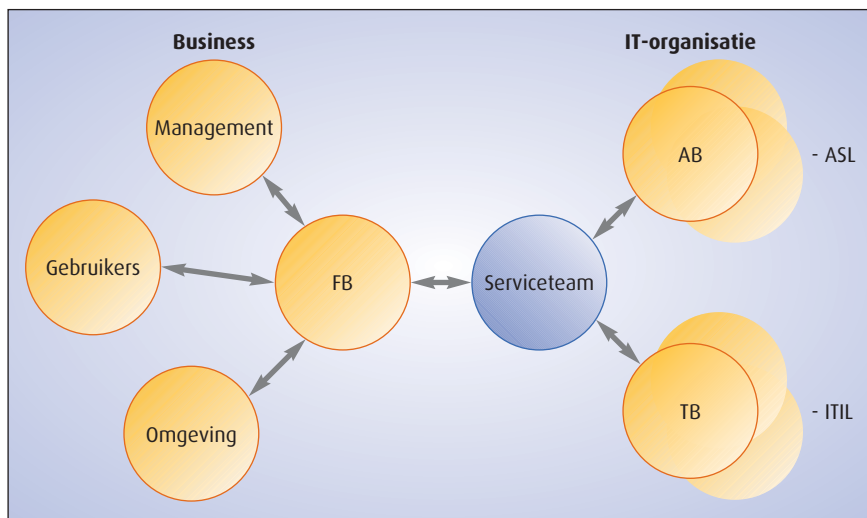 Business
IT-organisatie
Management
AB
- ASL
Gebruikers
FB
Serviceteam
Omgeving
TB
- ITIL